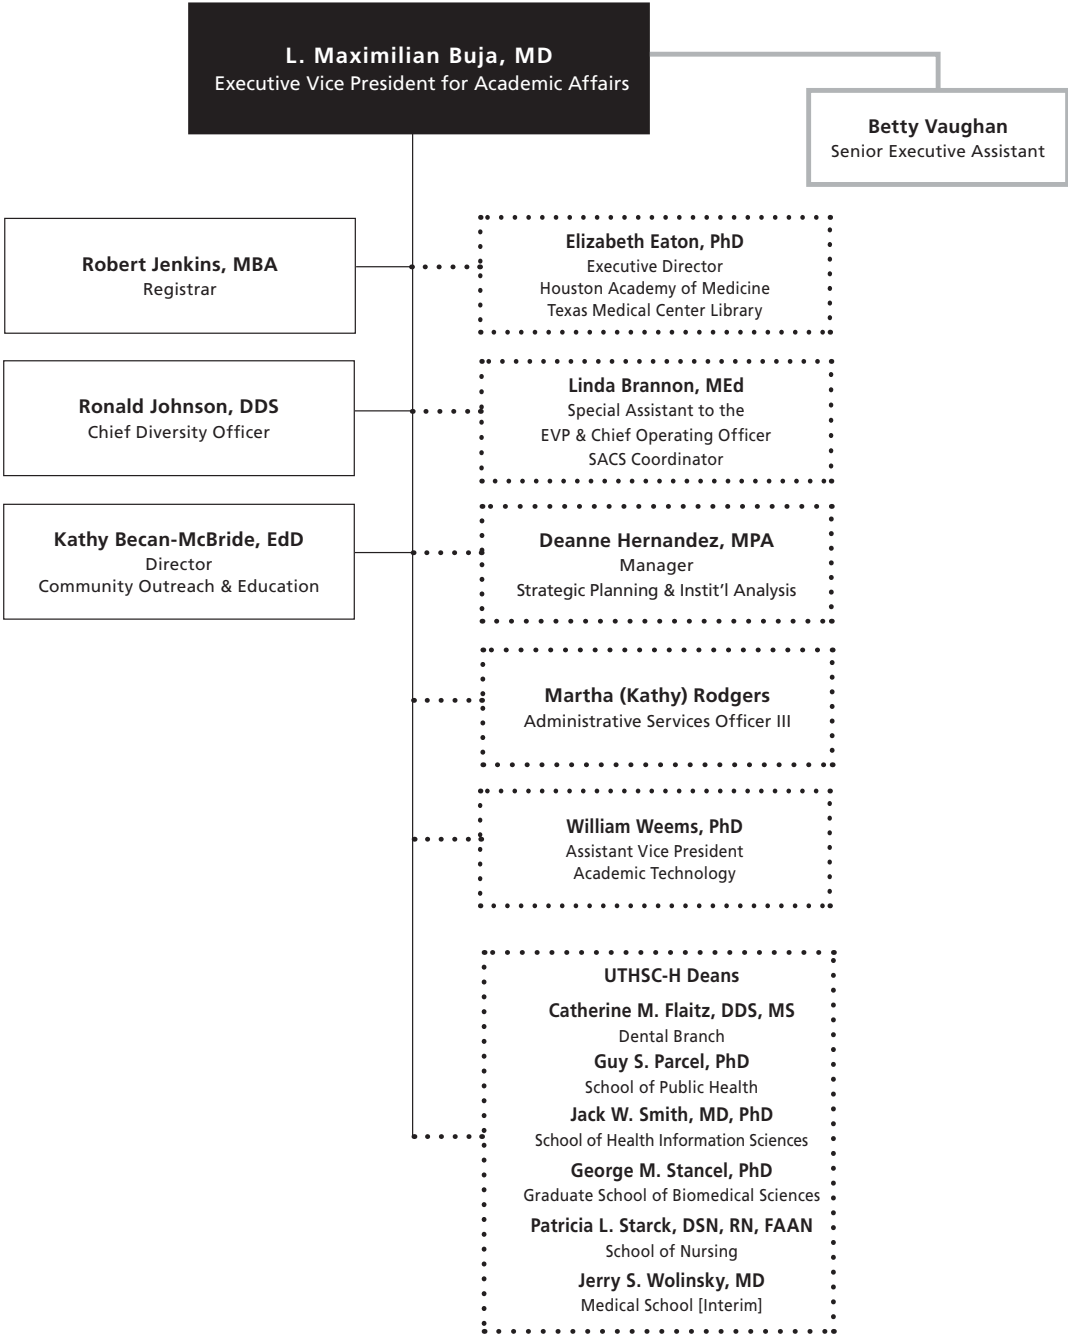 L. Maximilian Buja, MD
Executive Vice President for Academic Affairs
Betty Vaughan
Senior Executive Assistant
Robert Jenkins, MBA
Registrar
Elizabeth Eaton, PhD
Executive Director
Houston Academy of Medicine
Texas Medical Center Library
Ronald Johnson, DDS
Chief Diversity Officer
Linda Brannon, MEd
Special Assistant to the
EVP & Chief Operating Officer
SACS Coordinator
Kathy Becan-McBride, EdD
Director
Community Outreach & Education
Deanne Hernandez, MPA
Manager
Strategic Planning & Instit’l Analysis
Martha (Kathy) Rodgers
Administrative Services Officer III
William Weems, PhD
Assistant Vice President
Academic Technology
UTHSC-H Deans
Catherine M. Flaitz, DDS, MS
Dental Branch
Guy S. Parcel, PhD
School of Public Health
Jack W. Smith, MD, PhD
School of Health Information Sciences
George M. Stancel, PhD
Graduate School of Biomedical Sciences
Patricia L. Starck, DSN, RN, FAAN
School of Nursing
Jerry S. Wolinsky, MD
Medical School [Interim]